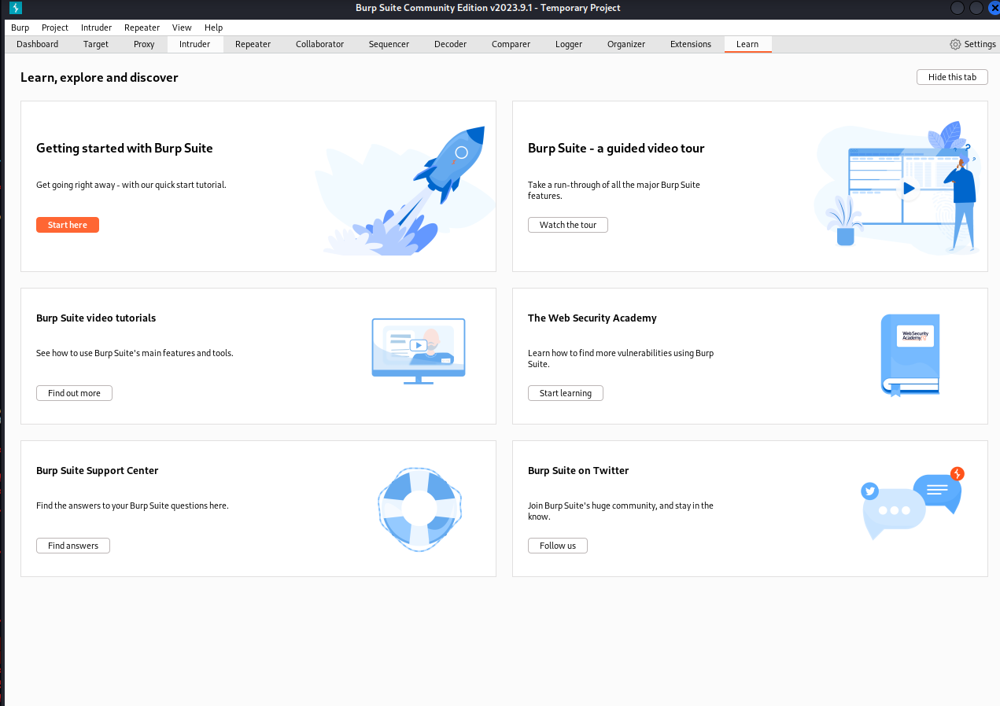 Burp Suite Community Edition v2023.9.1 - Temporary Project
Burp Project Intruder Repeater View Help
Dashboard Target Proxy Intruder Repeater Collaborator Sequencer Decoder Comparer Logger Organizer Extensions Learn Settings
Learn, explore and discover
Hide this tab
Getting started with Burp Suite
Get going right away - with our quick start tutorial.
Start here
Burp Suite - a guided video tour
Take a run-through of all the major Burp Suite
features.
Watch the tour
Burp Suite video tutorials
See how to use Burp Suite's main features and tools.
Find out more
The Web Security Academy
Learn how to find more vulnerabilities using Burp
Suite.
Start learning
WebSecurity
Academy
Burp Suite Support Center
Find the answers to your Burp Suite questions here.
Find answers
Burp Suite on Twitter
Join Burp Suite's huge community, and stay in the
know.
Follow us